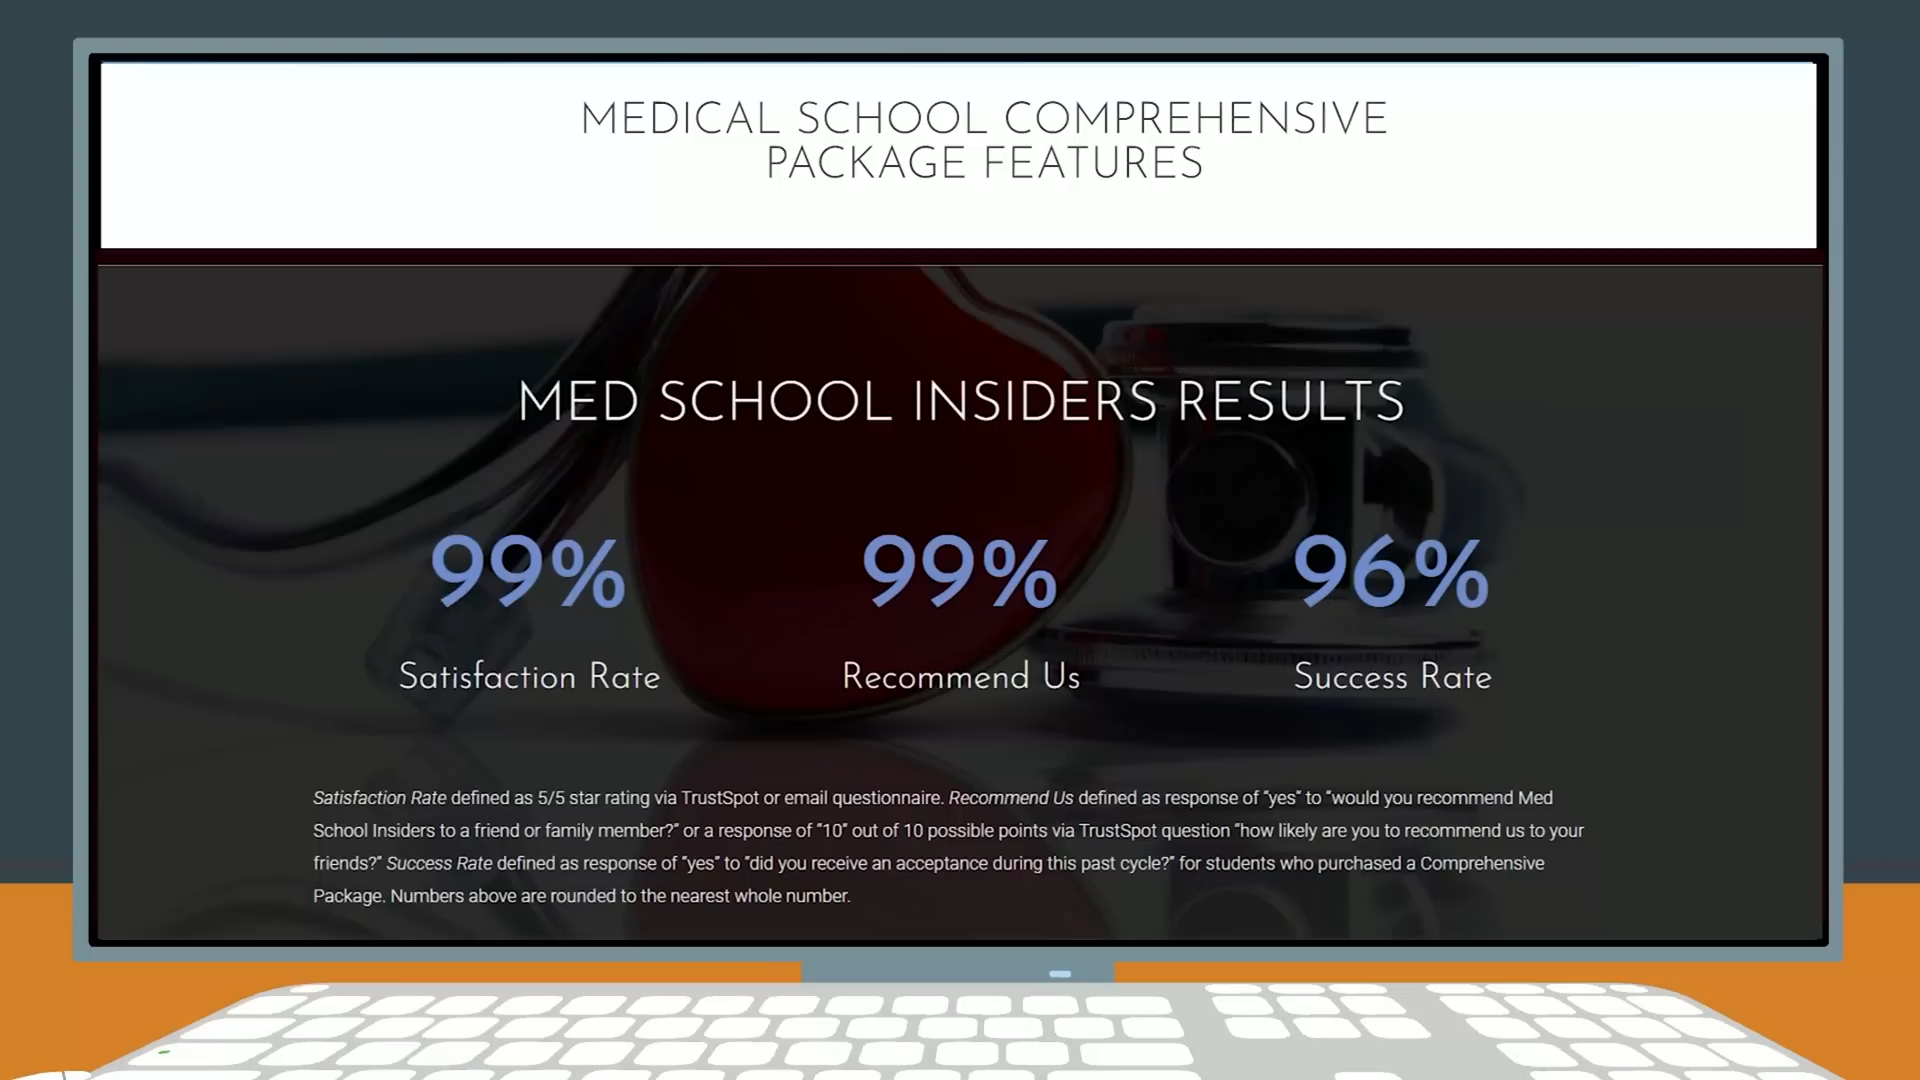 MEDICAL SCHOOL COMPREHENSIVE
PACKAGE FEATURES
MED SCHOOL INSIDERS RESULTS
99% 99% 96%
Satisfaction Rate Recommend Us Success Rate
Satisfaction Rate defined as 5/5 star rating via TrustSpot or email questionnaire. Recommend Us defined as response of “yes” to “would you recommend Med
School Insiders to a friend or family member?” or a response of “10” out of 10 possible points via TrustSpot question “how likely are you to recommend us to your
friends?” Success Rate defined as response of “yes” to “did you receive an acceptance during this past cycle?” for students who purchased a Comprehensive
Package. Numbers above are rounded to the nearest whole number.